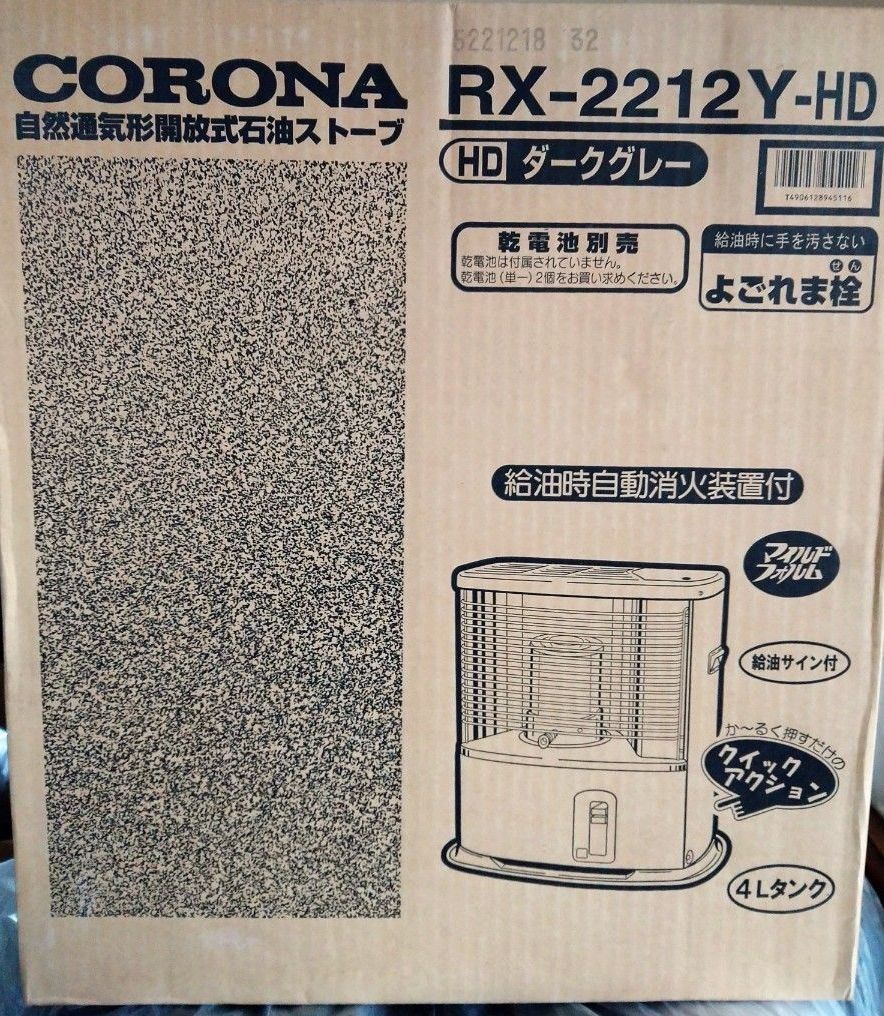 5221218 32
CORONA
自然通気形開放式石油ストーブ
RX-2212Y-HD
HD ダークグレー
T4906128945116
乾電池別売
乾電池は付属されていません。
乾電池(単一)2個をお買い求めください。
給油時に手を汚さない
せん
よごれま栓
給油時自動消火装置付
マイルド
フォルム
給油サイン付
か〜るく押すだけの
クイック
アクション
4Lタンク